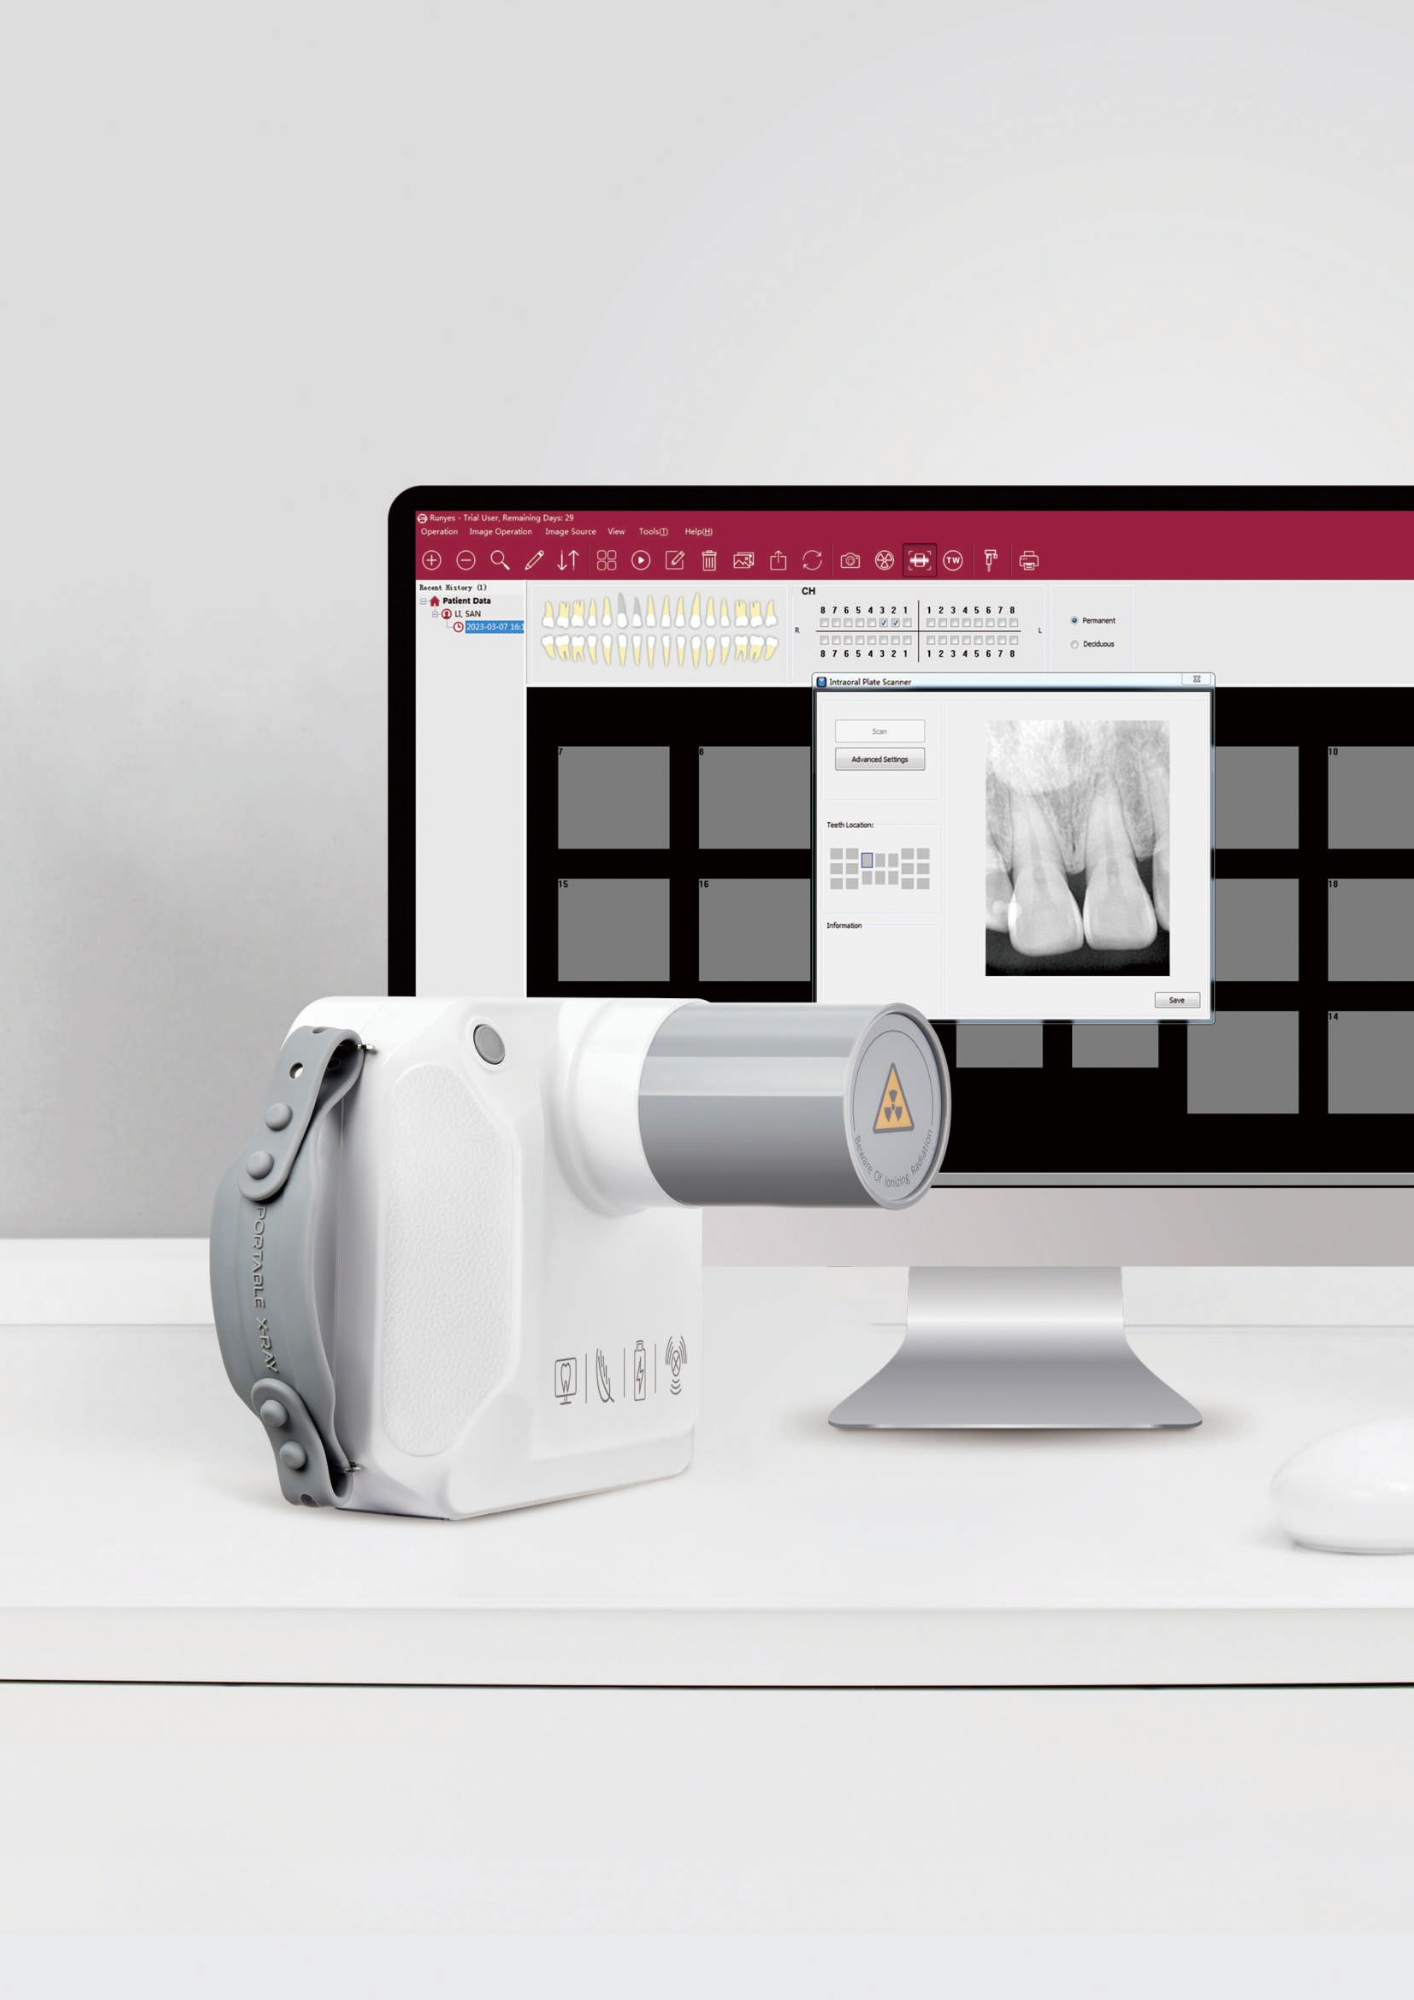 Runyes - Trial User, Remaining Days: 29
Operation Image Operation Image Source View Tools(T) Help(H)
TW
Recent History (1)
Patient Data
LI, SAN
2023-03-07 16:1
CH
8 7 6 5 4 3 2 1 1 2 3 4 5 6 7 8
R L
8 7 6 5 4 3 2 1 1 2 3 4 5 6 7 8
Permanent
Deciduous
Intraoral Plate Scanner
Scan
Advanced Settings
Teeth Location:
Information
Save
7 8 10
15 16 18
14
Beware Of Ionizing Radiation
PORTABLE X-RAY